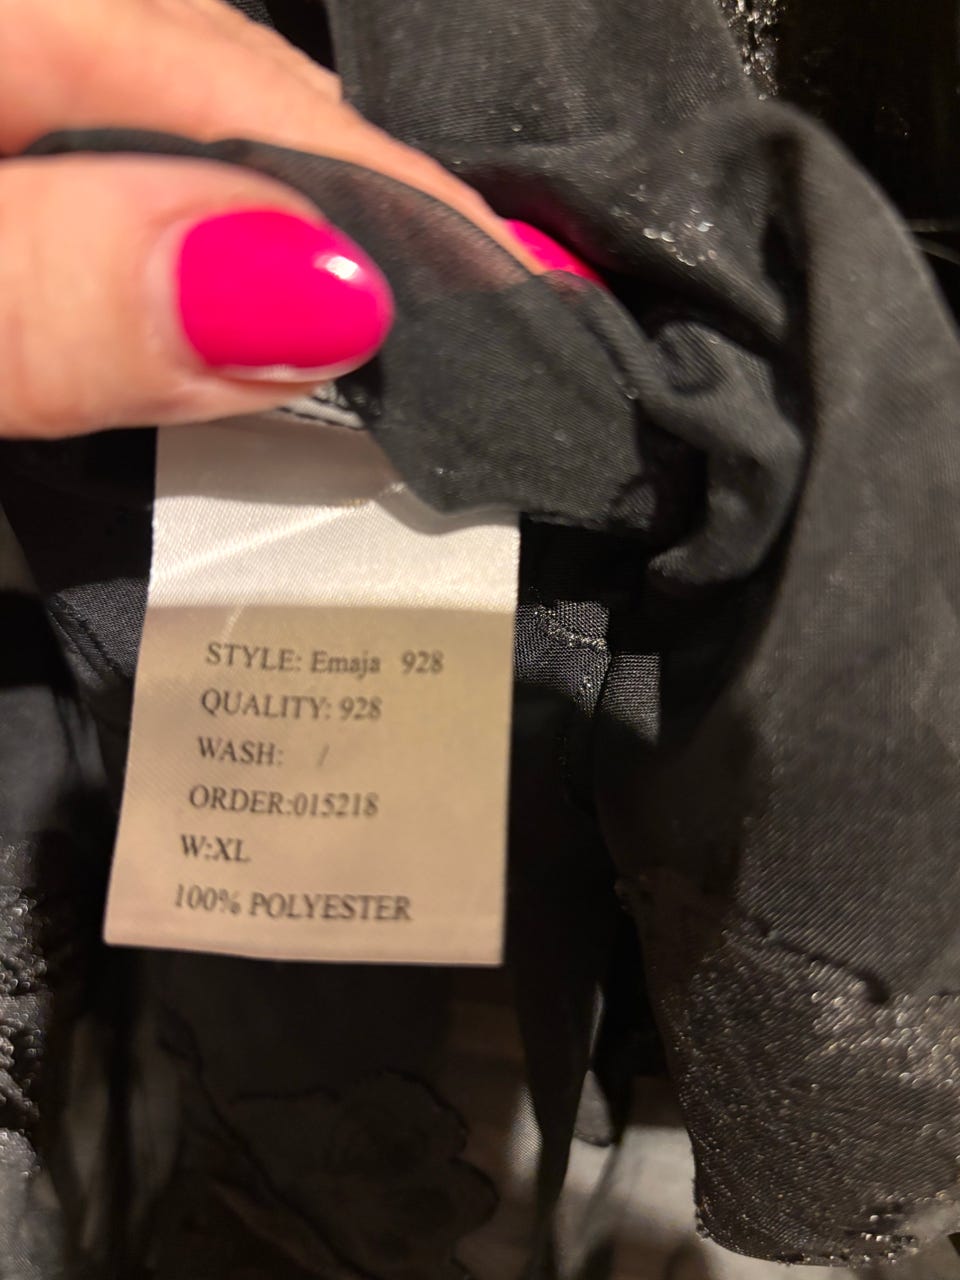 STYLE: Emaja 928
QUALITY: 928
WASH: /
ORDER:015218
W:XL
100% POLYESTER